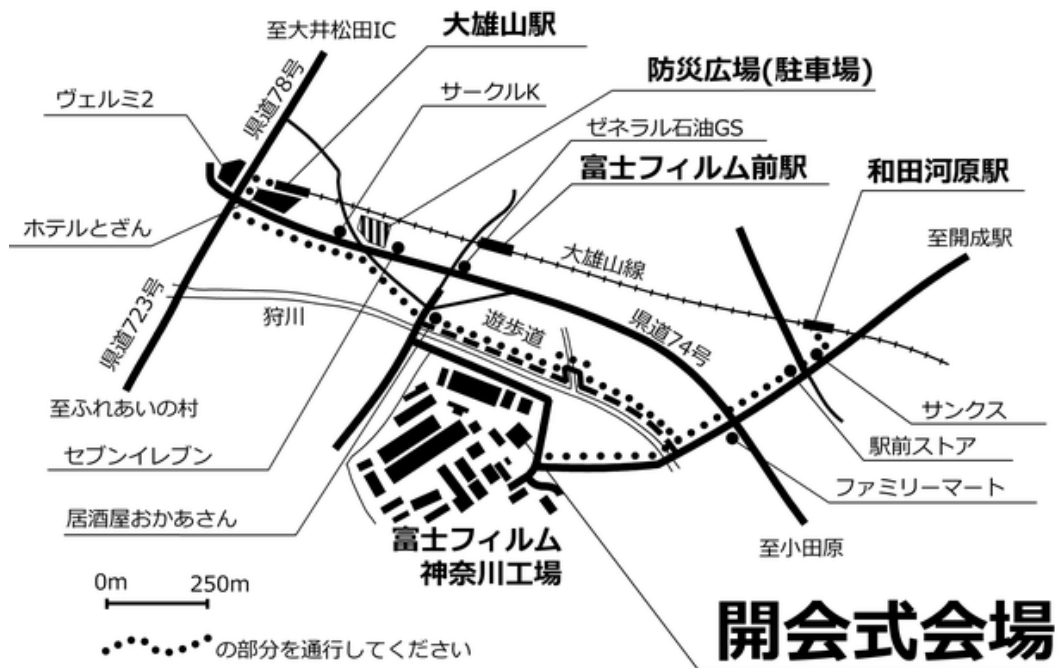 至大井松田IC
大雄山駅
防災広場(駐車場)
サークルK
ヴェルミ2
県道78号
ゼネラル石油GS
富士フィルム前駅
和田河原駅
ホテルとざん
至開成駅
大雄山線
狩川
遊歩道
県道74号
県道723号
至ふれあいの村
サンクス
駅前ストア
セブンイレブン
ファミリーマート
居酒屋おかあさん
富士フィルム
神奈川工場
至小田原
0m 250m
開会式会場
の部分を通行してください